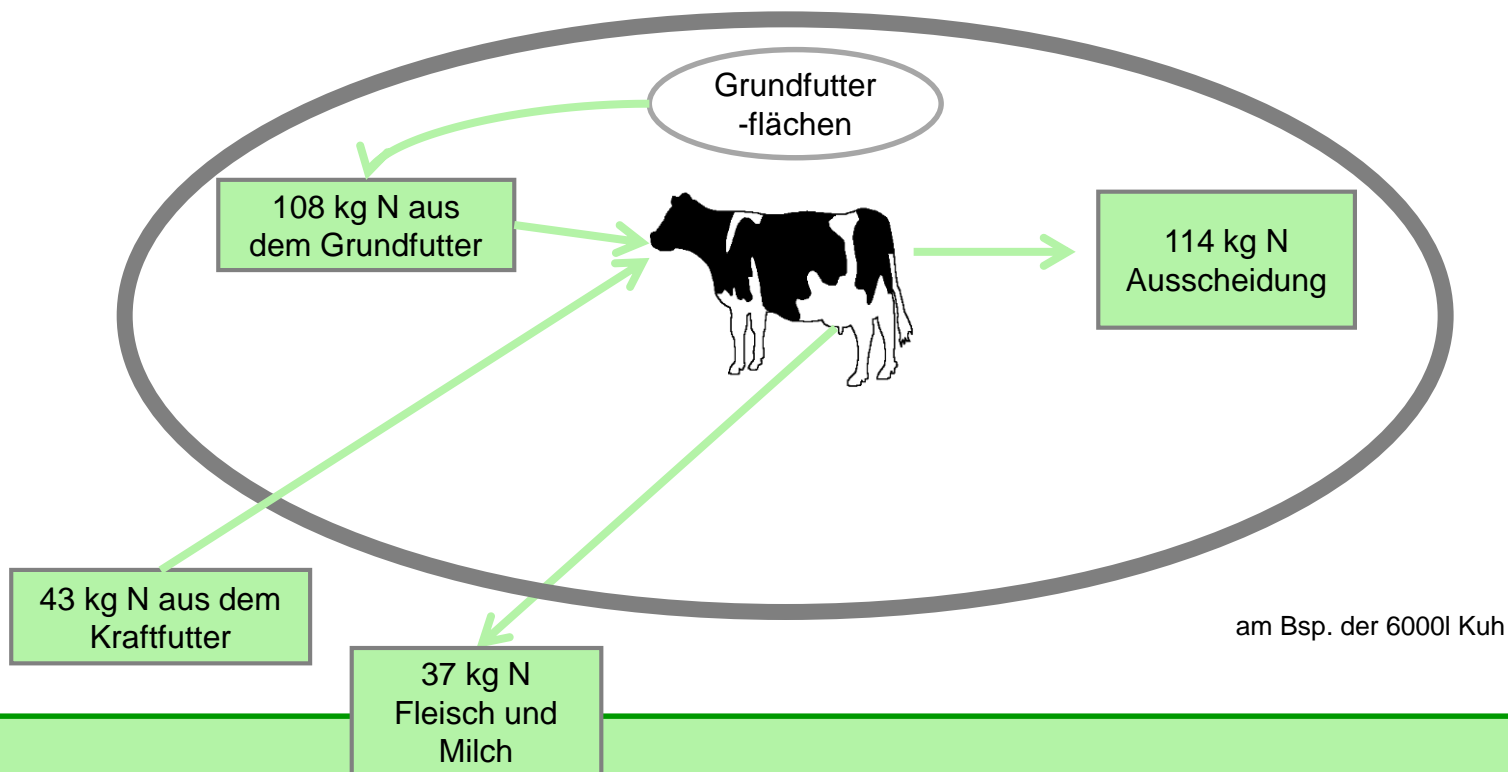 Grundfutter
-flächen
108 kg N aus
dem Grundfutter
114 kg N
Ausscheidung
43 kg N aus dem
Kraftfutter
am Bsp. der 6000l Kuh
37 kg N
Fleisch und
Milch